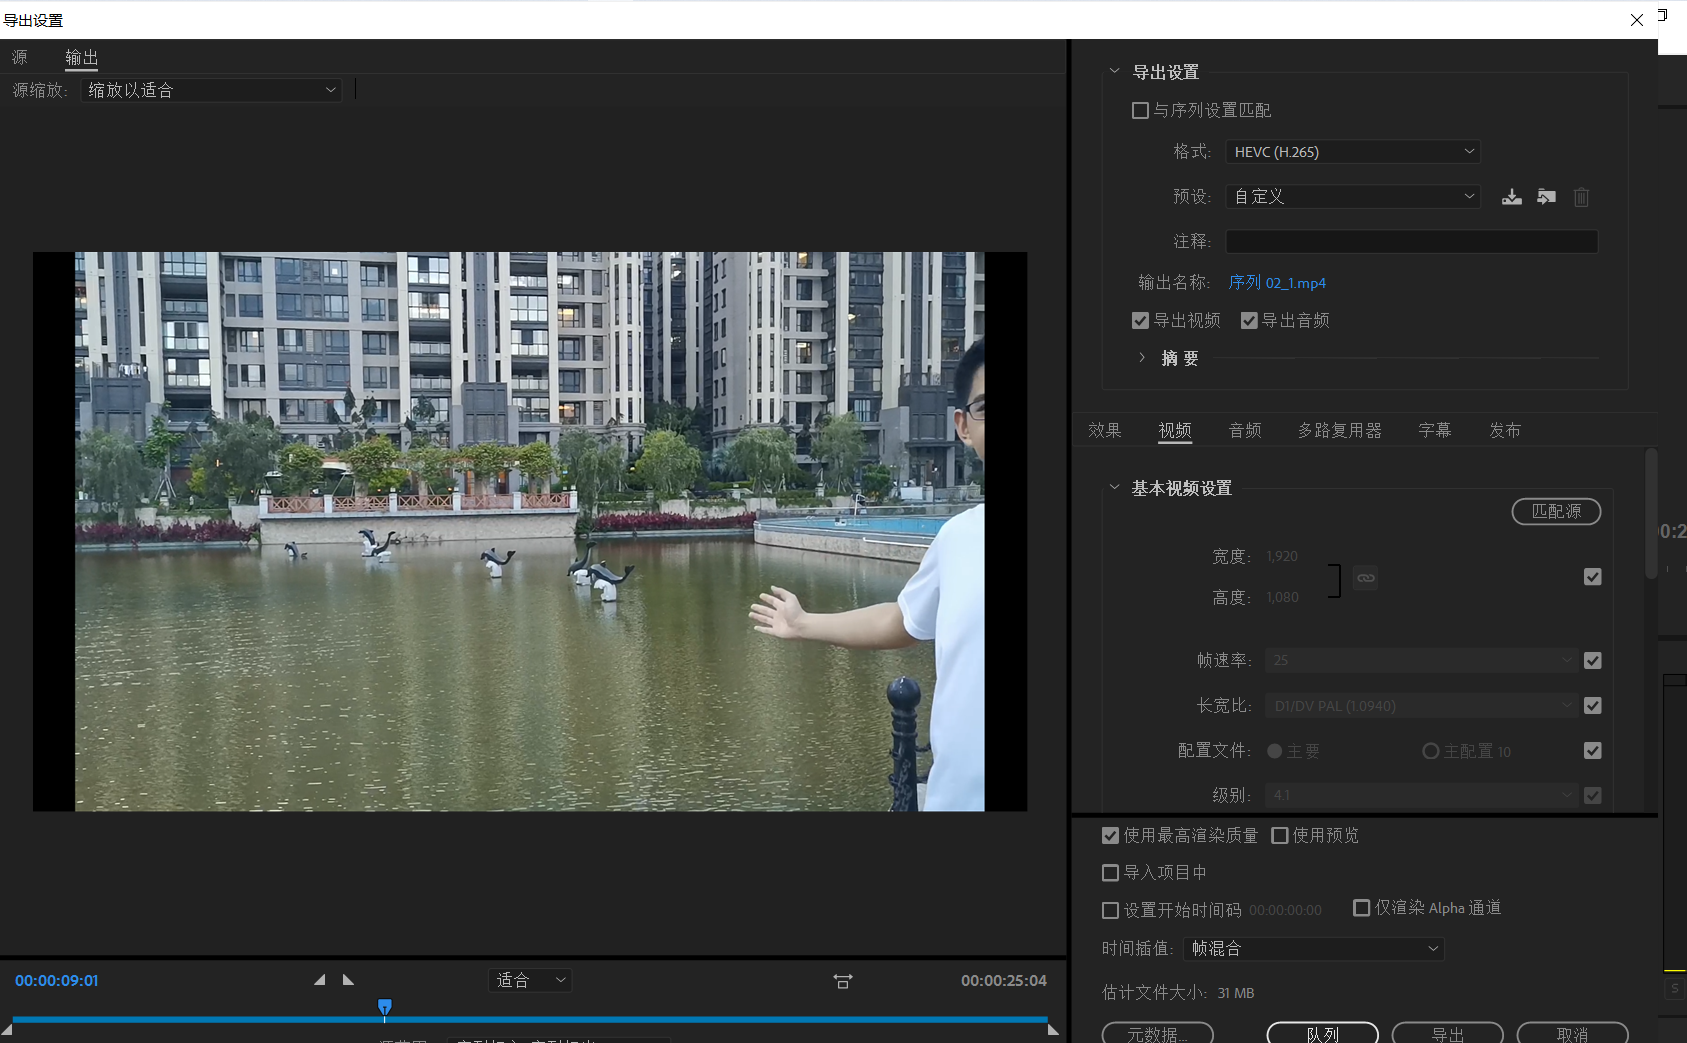 导出设置
源 输出
源缩放: 缩放以适合
00:00:09:01 适合 00:00:25:04
导出设置
与序列设置匹配
格式: HEVC (H.265)
预设: 自定义
注释:
输出名称: 序列 02_1.mp4
导出视频 导出音频
摘要
效果 视频 音频 多路复用器 字幕 发布
基本视频设置
匹配源
宽度: 1,920
高度: 1,080
帧速率: 25
长宽比: D1/DV PAL (1.0940)
配置文件: 主要 主配置 10
级别: 4.1
使用最高渲染质量 使用预览
导入项目中
设置开始时间码 00:00:00:00 仅渲染 Alpha 通道
时间插值: 帧混合
估计文件大小: 31 MB
元数据... 队列 导出 取消